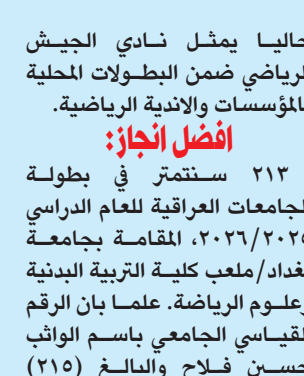 حاليا يمثل نادي الجيش
الرياضي ضمن البطولات المحلية
بالمؤسسات والاندية الرياضية.
افضل انجاز:
٢١٣ سنتمتر في بطولة
الجامعات العراقية للعام الدراسي
٢٠٢٦/٢٠٢٥، المقامة بجامعة
بغداد/ملعب كلية التربية البدنية
وعلوم الرياضة. علما بان الرقم
القياسي الجامعي باسم الواثب
حسين فلاح والبالغ (٢١٥)